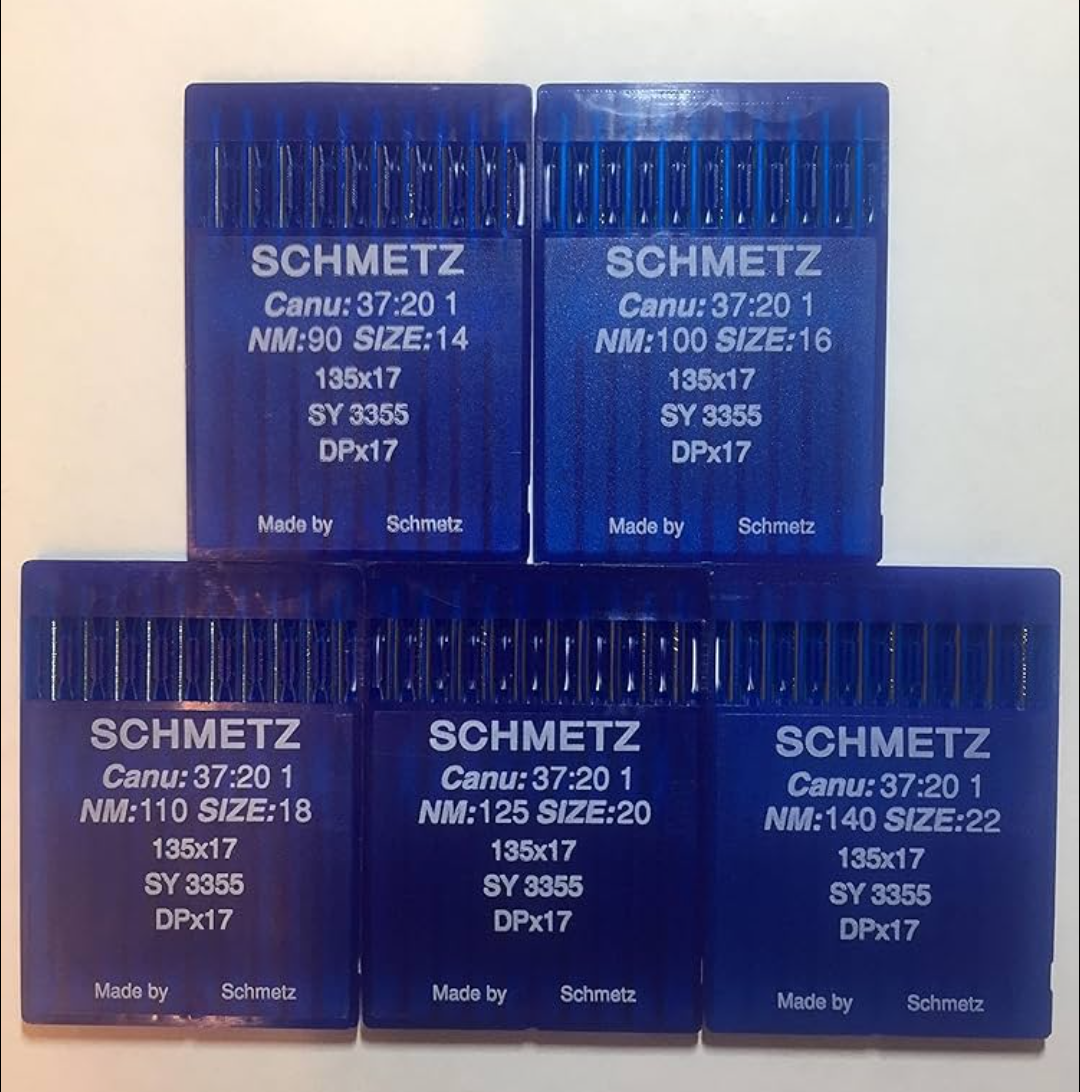 SCHMETZ
Canu: 37:20 1
NM:90 SIZE:14
135x17
SY 3355
DPx17
Made by Schmetz
SCHMETZ
Canu: 37:20 1
NM:100 SIZE:16
135x17
SY 3355
DPx17
Made by Schmetz
SCHMETZ
Canu: 37:20 1
NM:110 SIZE:18
135x17
SY 3355
DPx17
Made by Schmetz
SCHMETZ
Canu: 37:20 1
NM:125 SIZE:20
135x17
SY 3355
DPx17
Made by Schmetz
SCHMETZ
Canu: 37:20 1
NM:140 SIZE:22
135x17
SY 3355
DPx17
Made by Schmetz